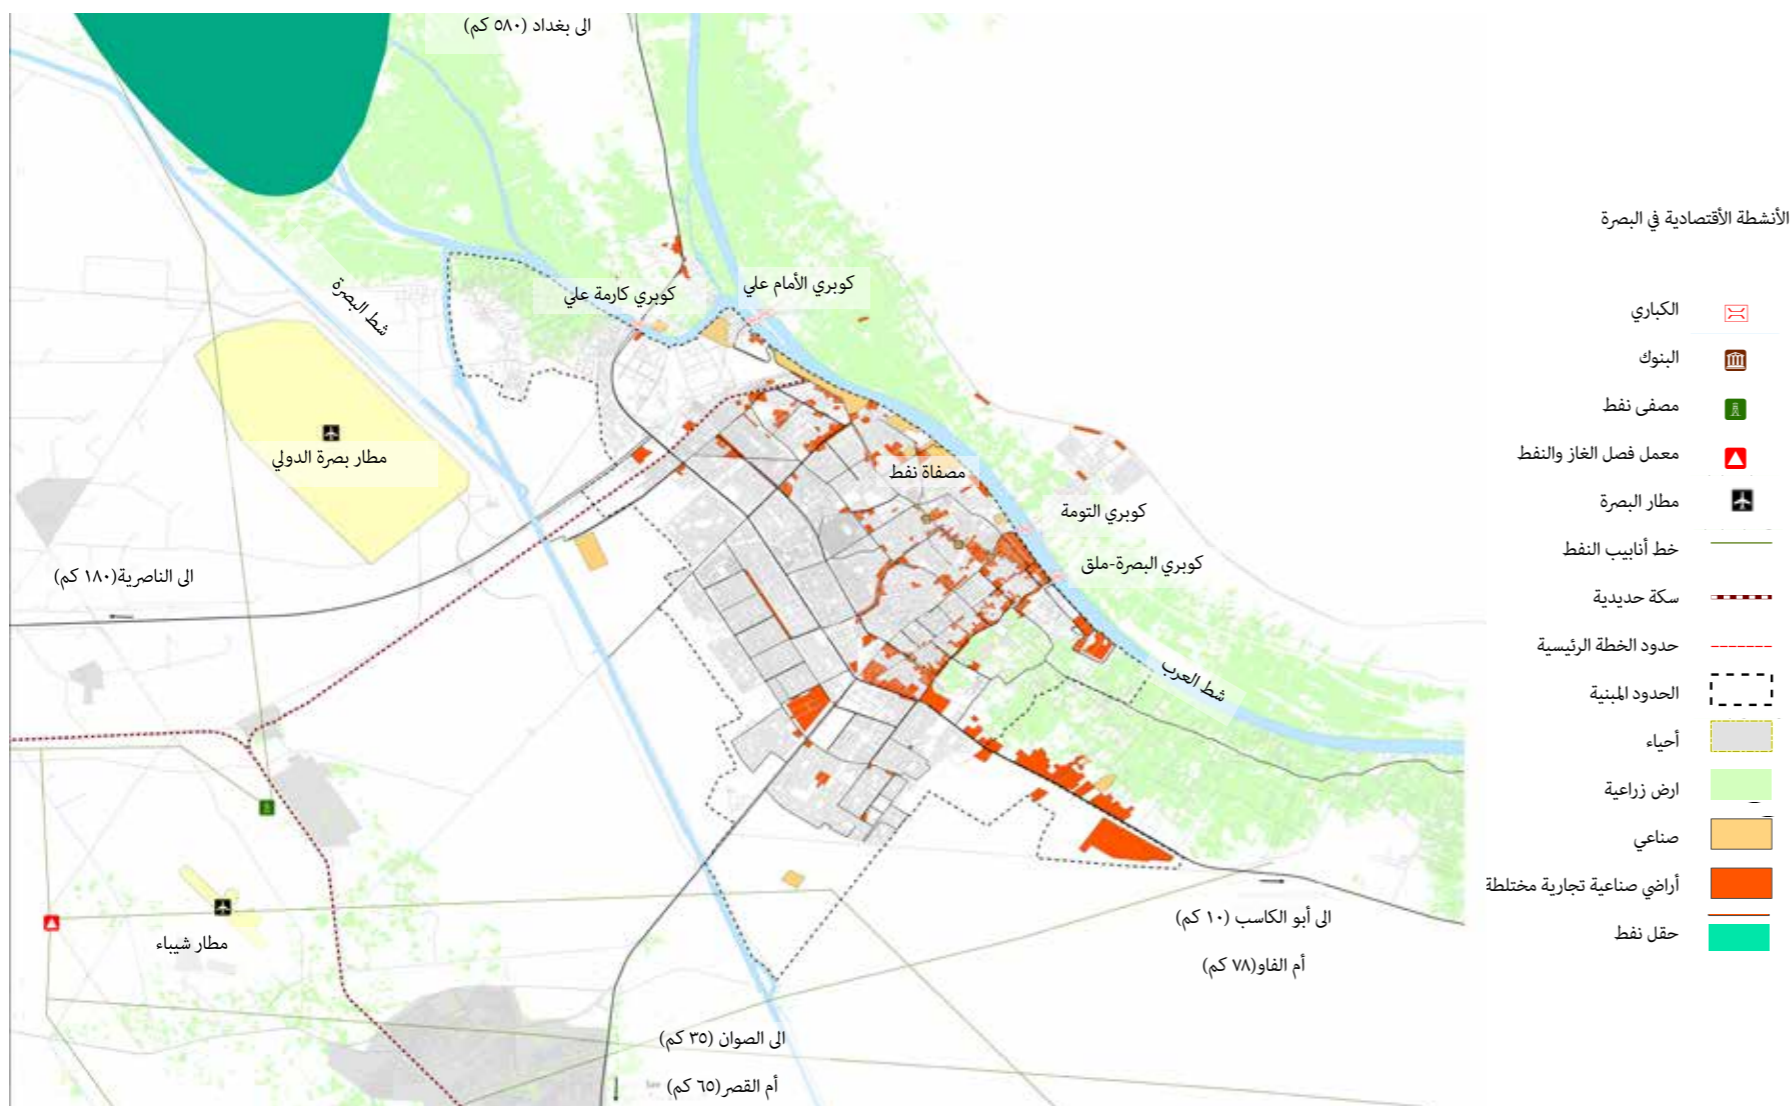 الى بغداد (٥٨٠ كم)
الأنشطة الأقتصادية في البصرة
كوبري الأمام علي
كوبري كارمة علي
شط البصرة
الكباري
البنوك
مصفى نفط
معمل فصل الغاز والنفط
مطار البصرة
خط أنابيب النفط
سكة حديدية
حدود الخطة الرئيسية
الحدود المبنية
أحياء
ارض زراعية
صناعي
أراضي صناعية تجارية مختلطة
حقل نفط
مطار بصرة الدولي
مصفاة نفط
كوبري التومة
كوبري البصرة-ملق
الى الناصرية(١٨٠ كم)
شط العرب
الى أبو الكاسب (١٠ كم)
أم الفاو(٧٨ كم)
مطار شيباء
الى الصوان (٣٥ كم)
أم القصر(٦٥ كم)